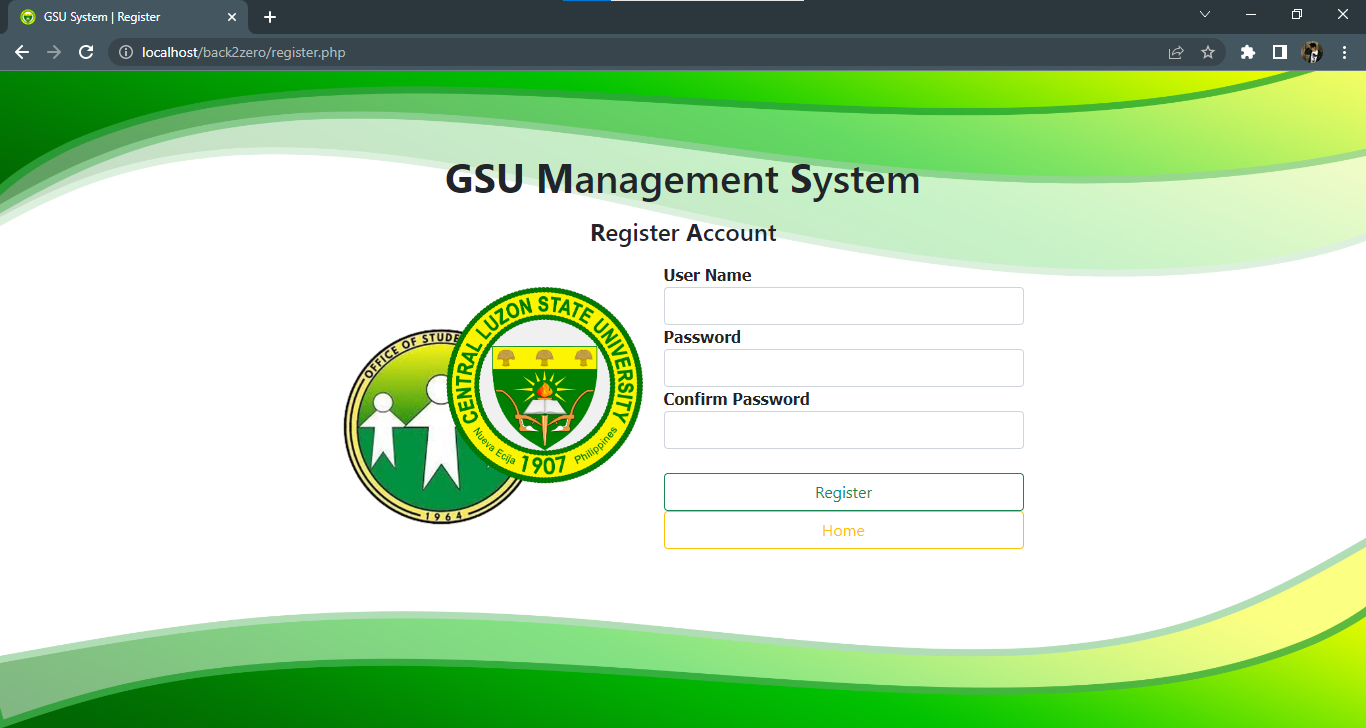 GSU System | Register
localhost/back2zero/register.php
GSU Management System
Register Account
User Name
Password
Confirm Password
Register
Home
OFFICE OF STUDE
1964
CENTRAL LUZON STATE UNIVERSITY
Nueva Ecija
1907
Philippines